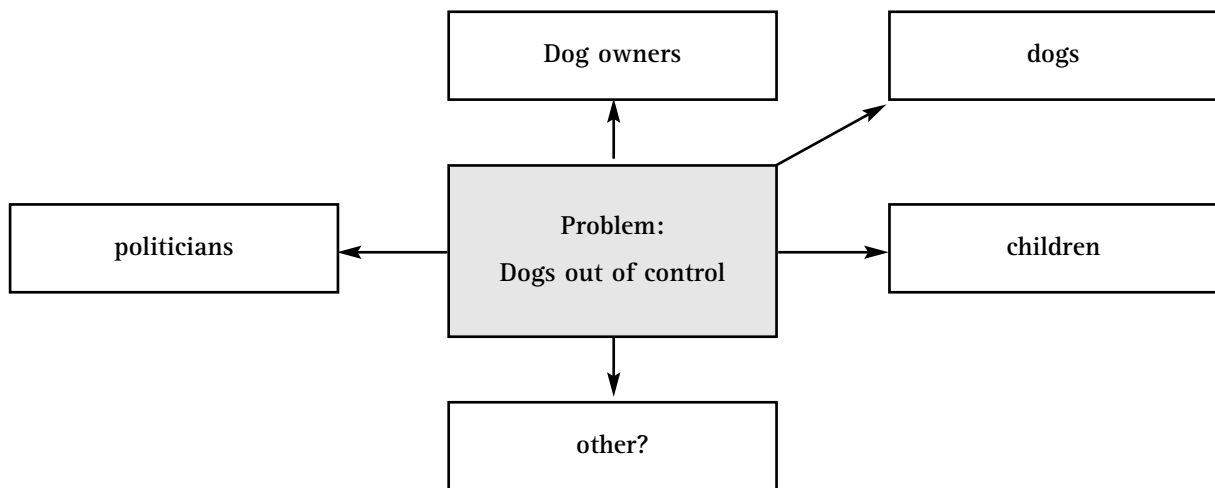 Dog owners
dogs
politicians
Problem:
Dogs out of control
children
other?